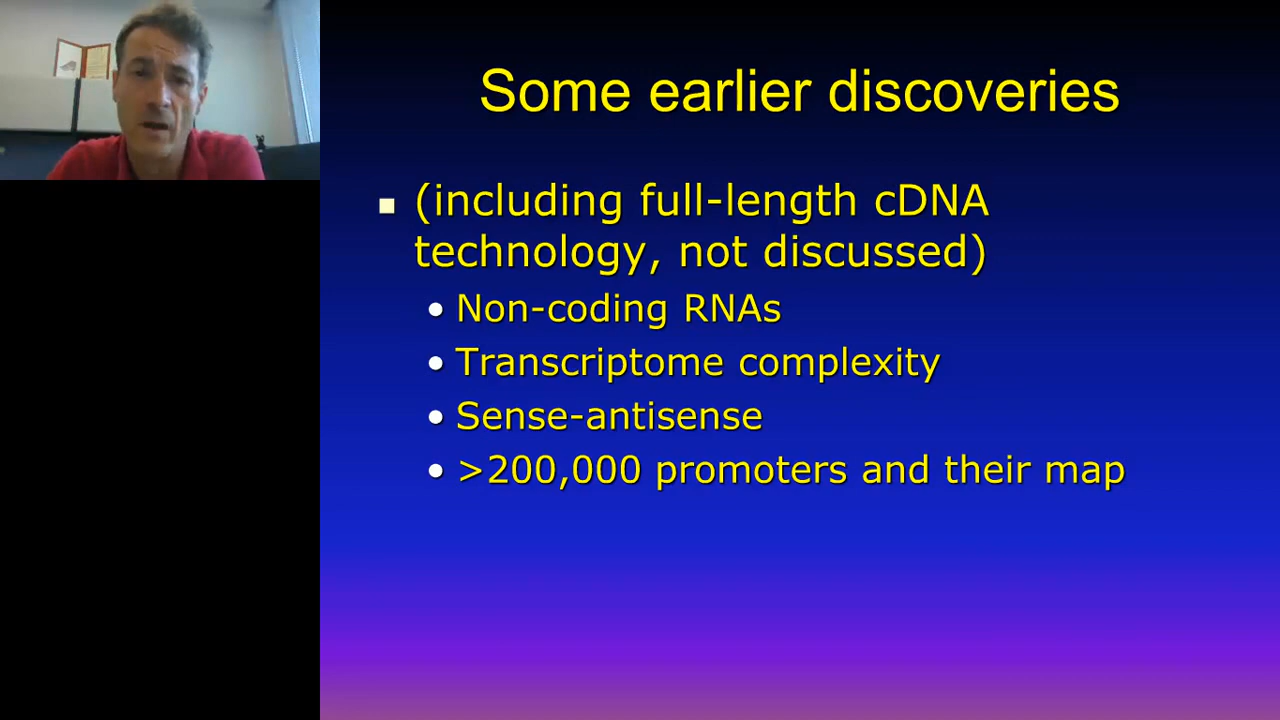 Some earlier discoveries
(including full-length cDNA
technology, not discussed)
Non-coding RNAs
Transcriptome complexity
Sense-antisense
>200,000 promoters and their map